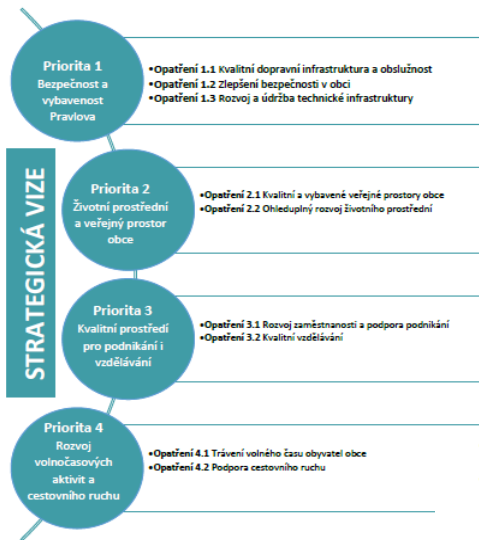 STRATEGICKÁ VIZE
Priorita 1
Bezpečnost a
vybavenost
Pravlova
•Opatření 1.1 Kvalitní dopravní infrastruktura a obslužnost
•Opatření 1.2 Zlepšení bezpečnosti v obci
•Opatření 1.3 Rozvoj a údržba technické infrastruktury
Priorita 2
Životní prostřední
a veřejný prostor
obce
•Opatření 2.1 Kvalitní a vybavené veřejné prostory obce
•Opatření 2.2 Ohleduplný rozvoj životního prostřední
Priorita 3
Kvalitní prostředí
pro podnikání i
vzdělávání
•Opatření 3.1 Rozvoj zaměstnanosti a podpora podnikání
•Opatření 3.2 Kvalitní vzdělávání
Priorita 4
Rozvoj
volnočasových
aktivit a
cestovního ruchu
•Opatření 4.1 Trávení volného času obyvatel obce
•Opatření 4.2 Podpora cestovního ruchu